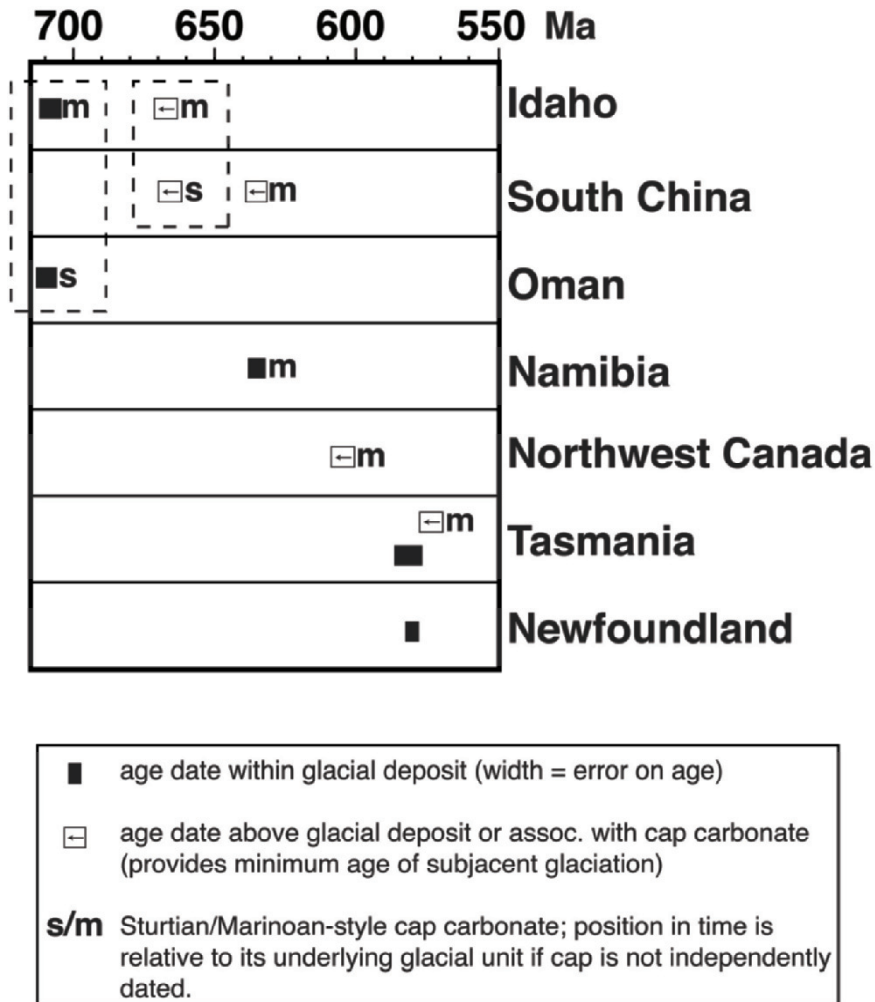 700 650 600 550 Ma
m m Idaho
s m South China
s Oman
m Namibia
m Northwest Canada
m
Tasmania
Newfoundland
age date within glacial deposit (width = error on age)
age date above glacial deposit or assoc. with cap carbonate
(provides minimum age of subjacent glaciation)
s/m Sturtian/Marinoan-style cap carbonate; position in time is
relative to its underlying glacial unit if cap is not independently
dated.